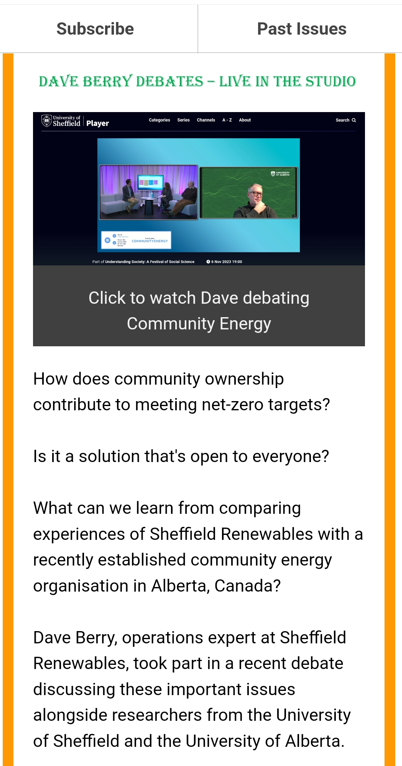 Subscribe
Past Issues
DAVE BERRY DEBATES – LIVE IN THE STUDIO
University of Sheffield Player
Categories Series Channels A - Z About
Search
UNIVERSITY OF ALBERTA
COMMUNITY ENERGY
Part of Understanding Society: A Festival of Social Science
6 Nov 2023 19:00
Click to watch Dave debating
Community Energy
How does community ownership
contribute to meeting net-zero targets?
Is it a solution that's open to everyone?
What can we learn from comparing
experiences of Sheffield Renewables with a
recently established community energy
organisation in Alberta, Canada?
Dave Berry, operations expert at Sheffield
Renewables, took part in a recent debate
discussing these important issues
alongside researchers from the University
of Sheffield and the University of Alberta.